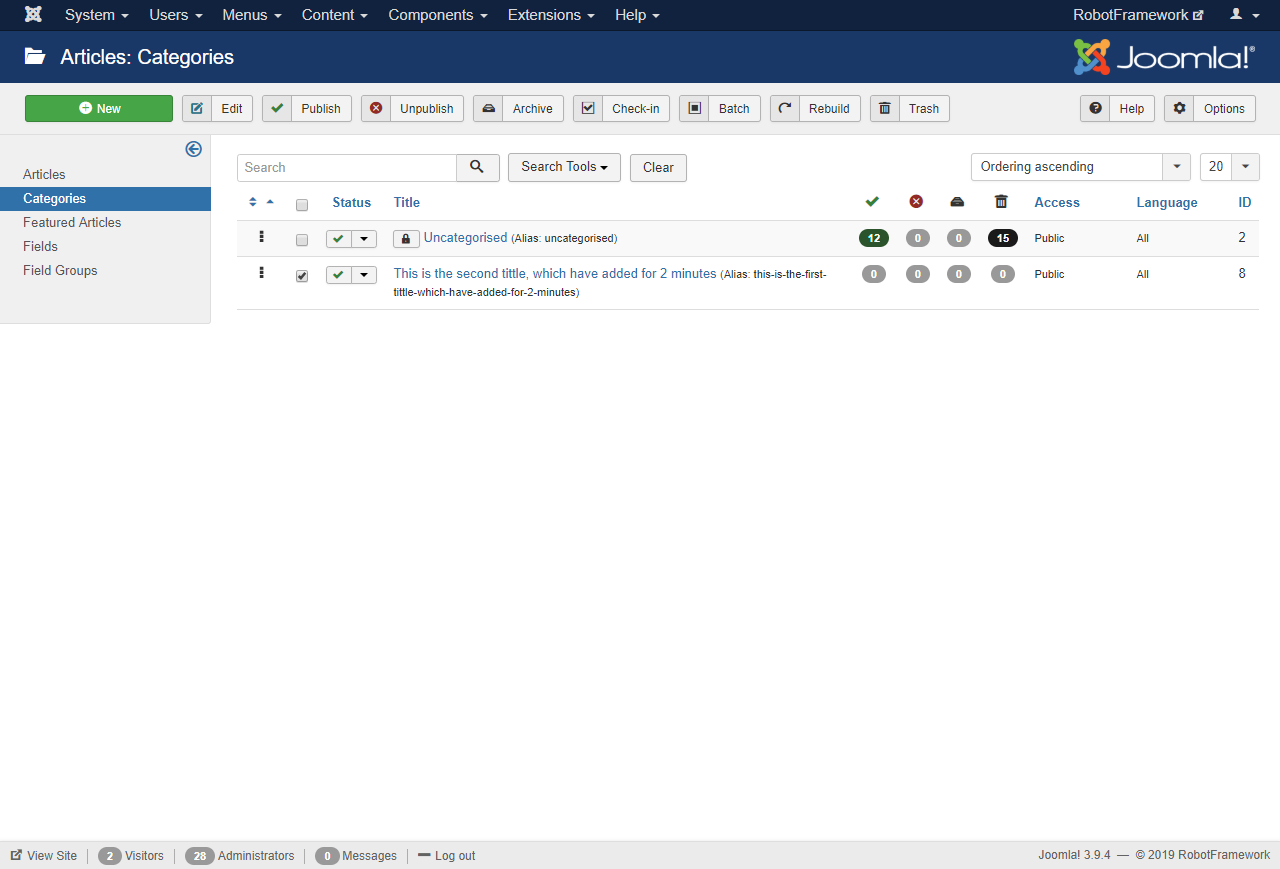 System Users Menus Content Components Extensions Help RobotFramework
Articles: Categories Joomla!®
New Edit Publish Unpublish Archive Check-in Batch Rebuild Trash Help Options
Articles
Categories
Featured Articles
Fields
Field Groups
Search Search Tools Clear Ordering ascending 20
Status Title Access Language ID
Uncategorised (Alias: uncategorised) 12 0 0 15 Public All 2
This is the second tittle, which have added for 2 minutes (Alias: this-is-the-first- 0 0 0 0 Public All 8
tittle-which-have-added-for-2-minutes)
View Site 2 Visitors 28 Administrators 0 Messages Log out Joomla! 3.9.4 — © 2019 RobotFramework